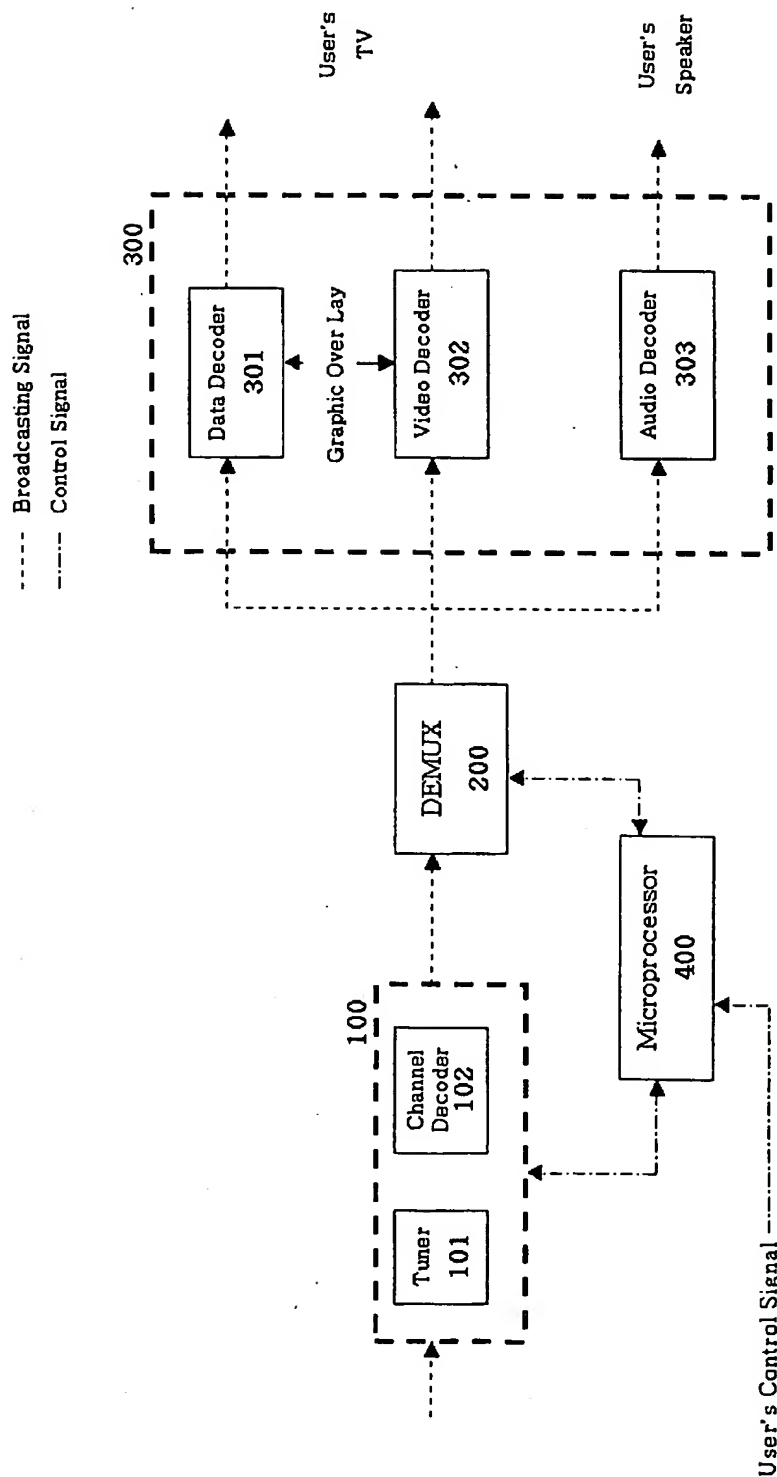 ----- Broadcasting Signal
—·—·— Control Signal
300
Data Decoder
301
User's
TV
Graphic Over Lay
Video Decoder
302
Audio Decoder
303
User's
Speaker
DEMUX
200
100
Tuner
101
Channel
Decoder
102
Microprocessor
400
User's Control Signal